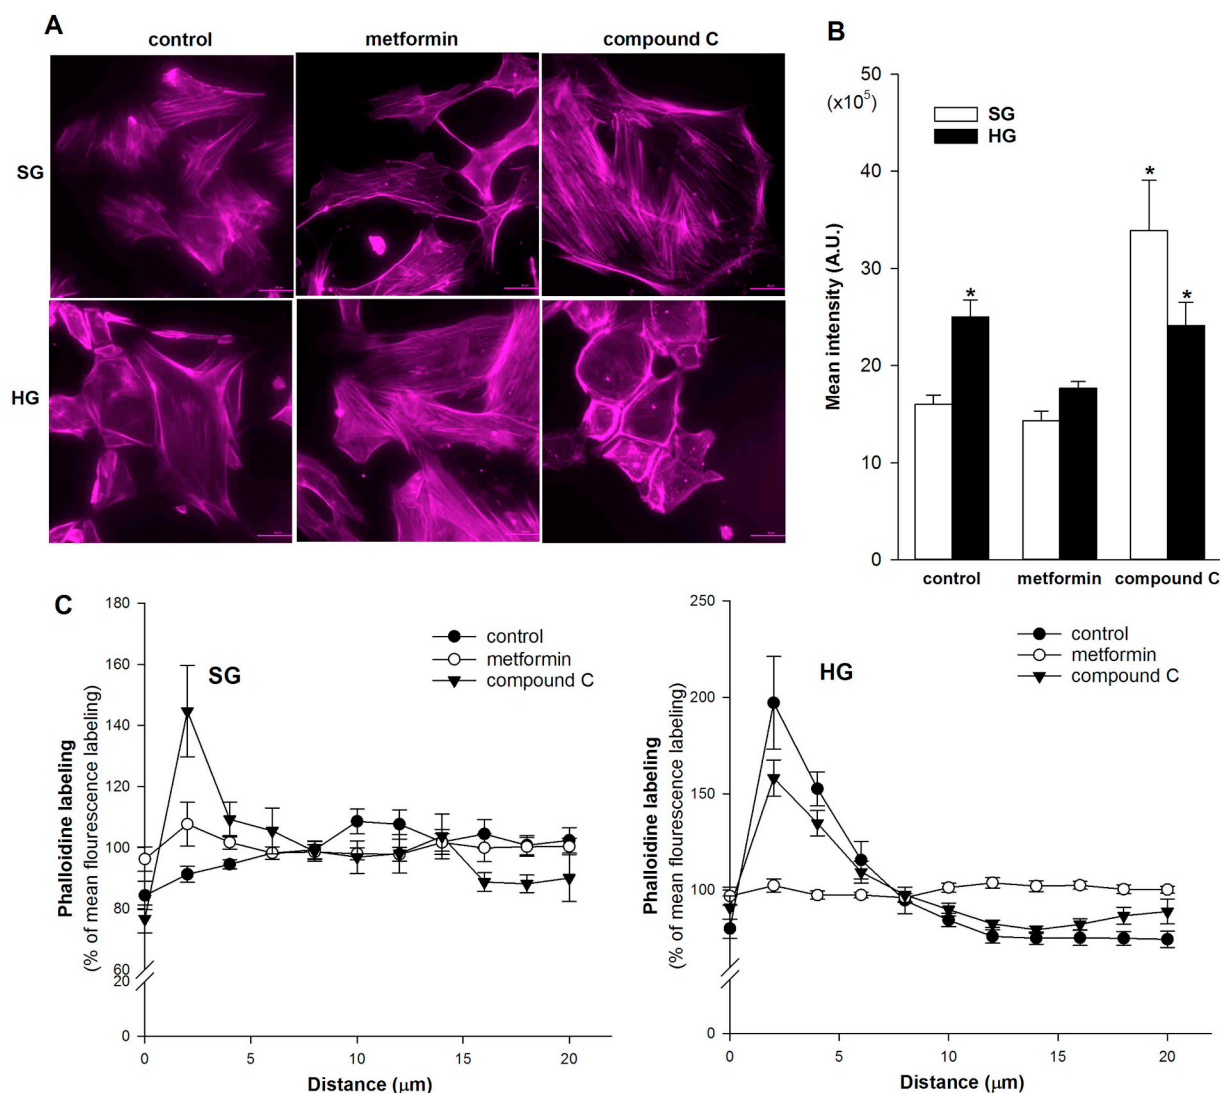 A
control
metformin
compound C
SG
HG
B
50
(x10⁵)
40
30
20
10
0
Mean intensity (A.U.)
SG
HG
*
*
*
control
metformin
compound C
C
180
160
140
120
100
80
60
20
0
Phalloidine labeling
(% of mean flourescence labeling)
SG
control
metformin
compound C
0 5 10 15 20
Distance (μm)
250
200
150
100
50
0
Phalloidine labeling
(% of mean flourescence labeling)
HG
control
metformin
compound C
0 5 10 15 20
Distance (μm)